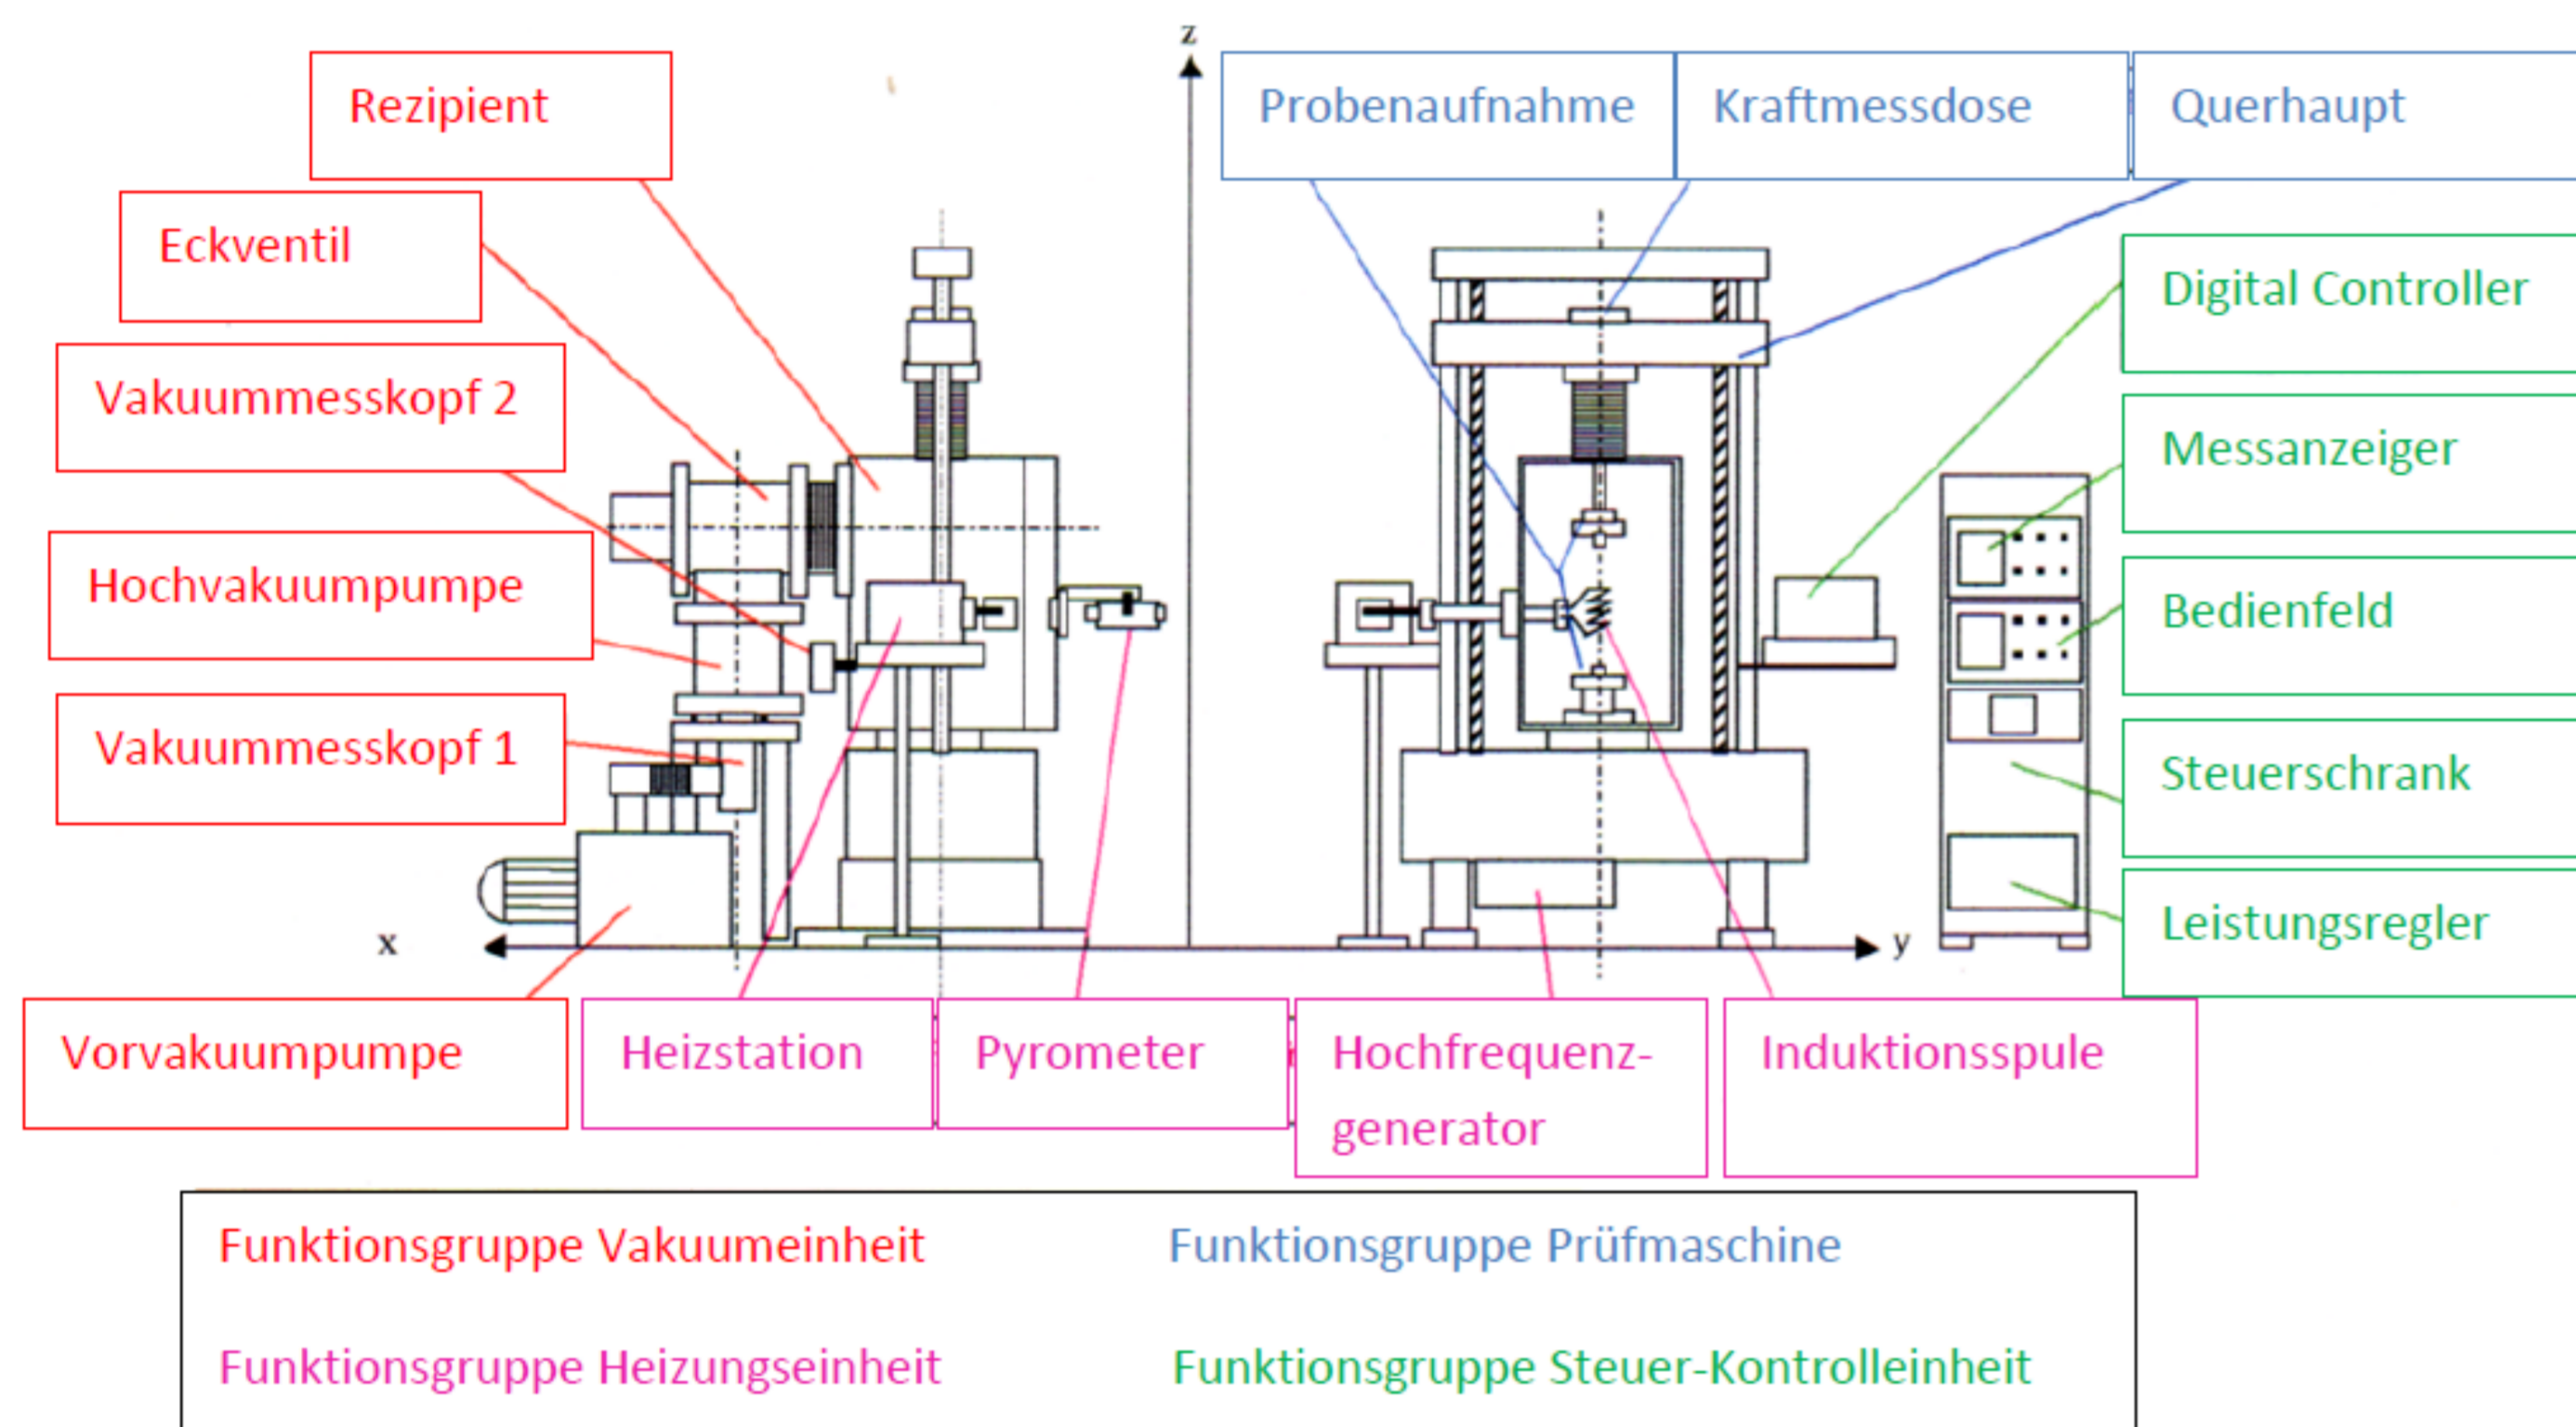 z
Rezipient
Probenaufnahme
Kraftmessdose
Querhaupt
Eckventil
Digital Controller
Vakuummesskopf 2
Messanzeiger
Hochvakuumpumpe
Bedienfeld
Vakuummesskopf 1
Steuerschrank
Leistungsregler
x
y
Vorvakuumpumpe
Heizstation
Pyrometer
Hochfrequenz-
generator
Induktionsspule
Funktionsgruppe Vakuumeinheit
Funktionsgruppe Prüfmaschine
Funktionsgruppe Heizungseinheit
Funktionsgruppe Steuer-Kontrolleinheit